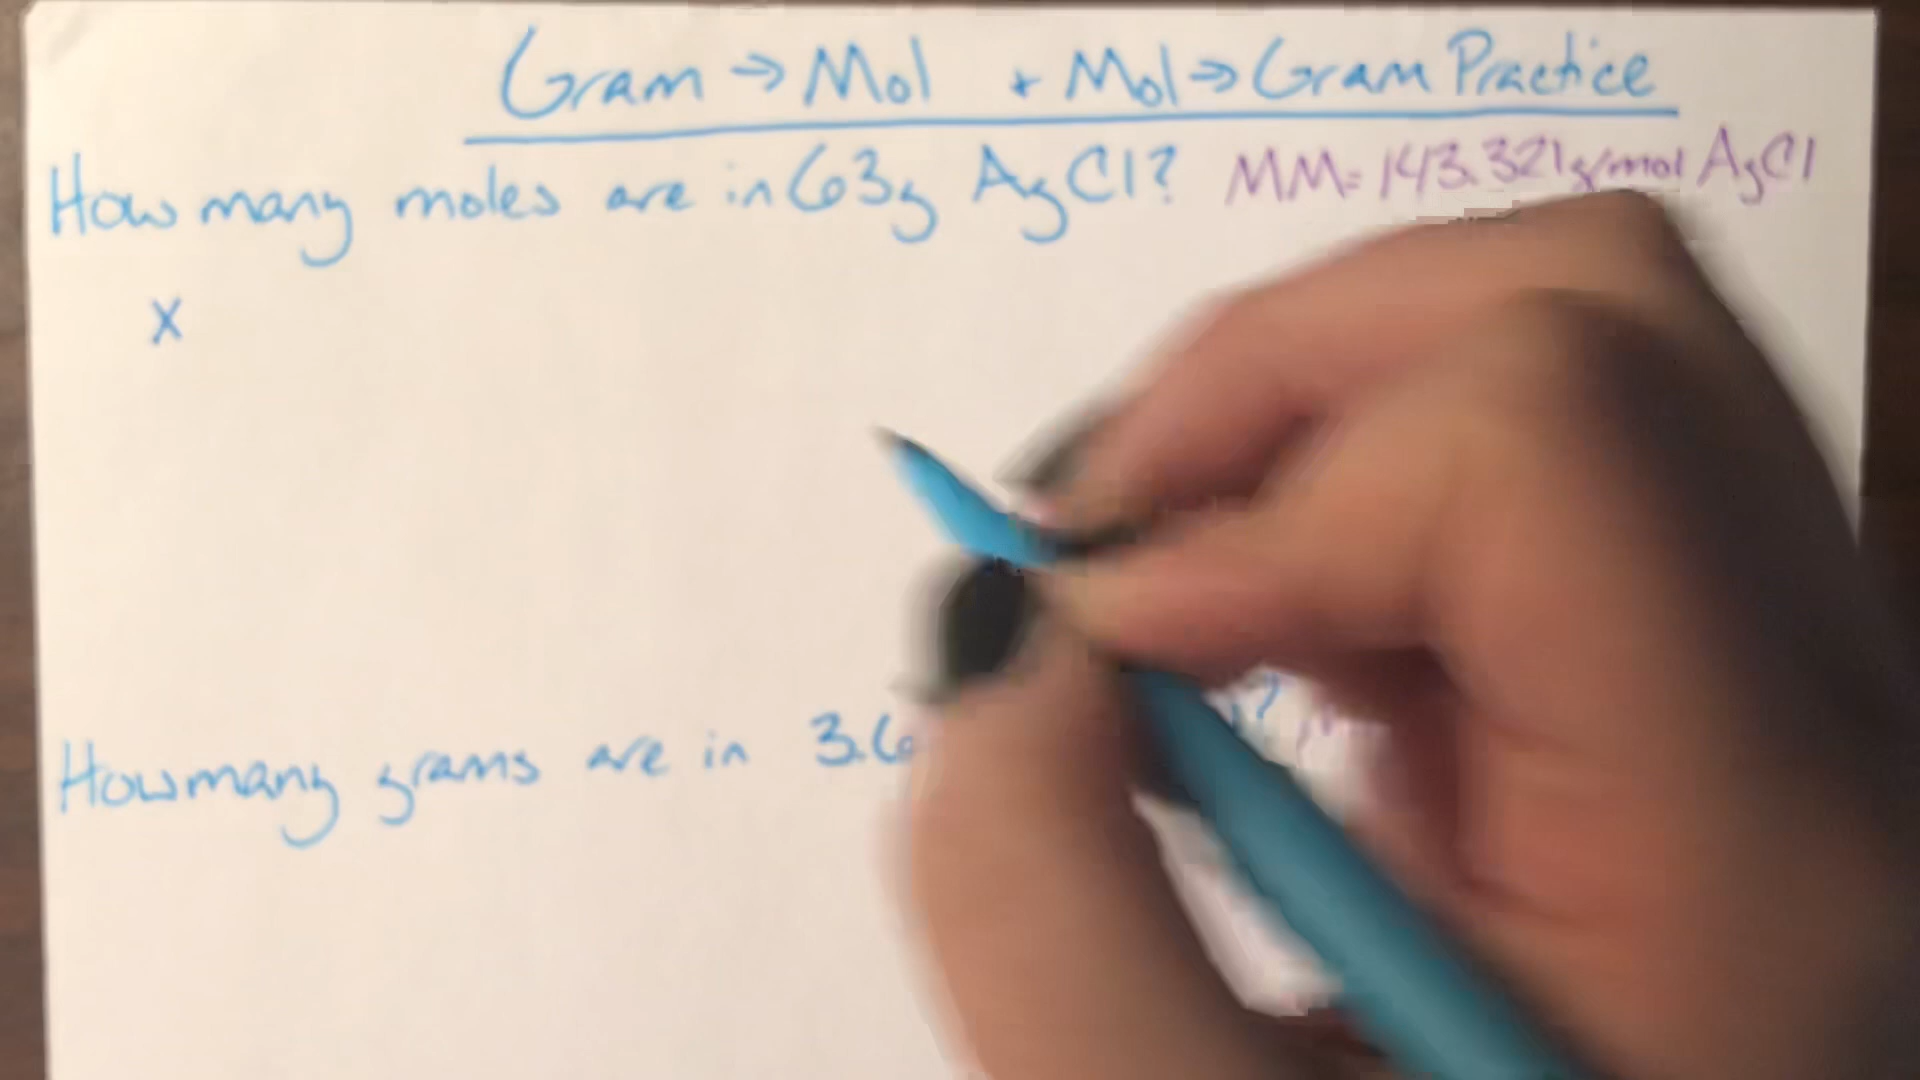 Gram → Mol + Mol → Gram Practice
How many moles are in 63g AgCl? MM= 143.321g/mol AgCl
x
How many grams are in 3.6